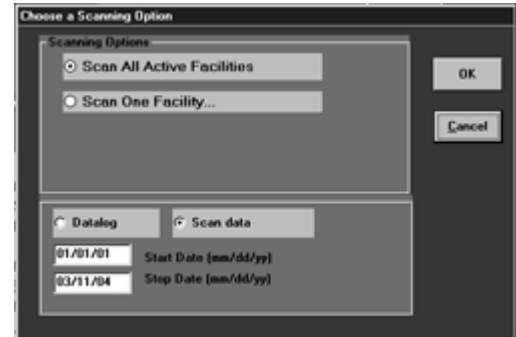 Choose a Scanning Option
Scanning Options
Scan All Active Facilities
OK
Scan One Facility...
Cancel
Datalog Scan data
01/01/01 Start Date (mm/dd/yy)
03/11/04 Stop Date (mm/dd/yy)